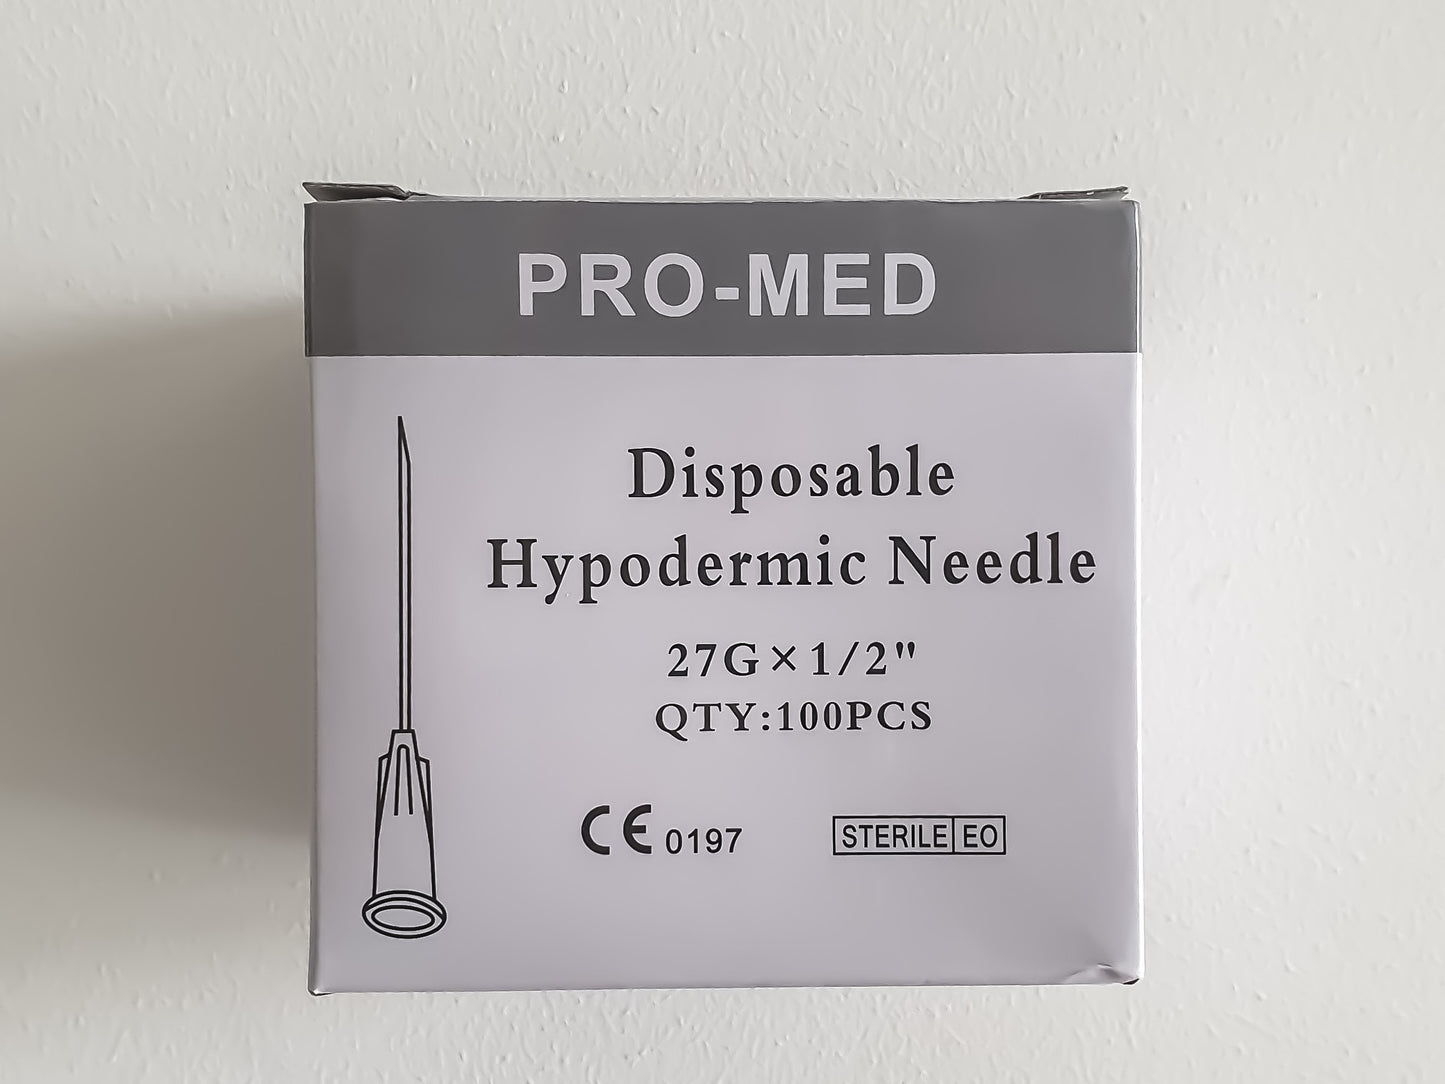 PRO-MED
Disposable
Hypodermic Needle
27G×1/2"
QTY:100PCS
CE 0197
STERILE EO